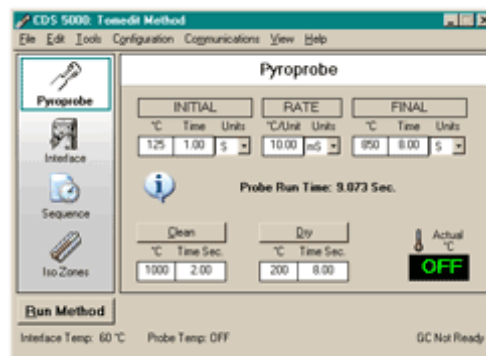 CDS 5000: Tomedit Method
File Edit Tools Configuration Communications View Help
Pyroprobe
Pyroprobe
INITIAL RATE FINAL
°C Time Units °C/Unit Units °C Time Units
125 1.00 S 10.00 mS 850 8.00 S
Interface
Probe Run Time: 9.073 Sec.
Sequence
Clean Dry Actual
°C Time Sec. °C Time Sec. °C
1000 2.00 200 8.00 OFF
Iso Zones
Run Method
Interface Temp: 60 °C Probe Temp: OFF GC Not Ready